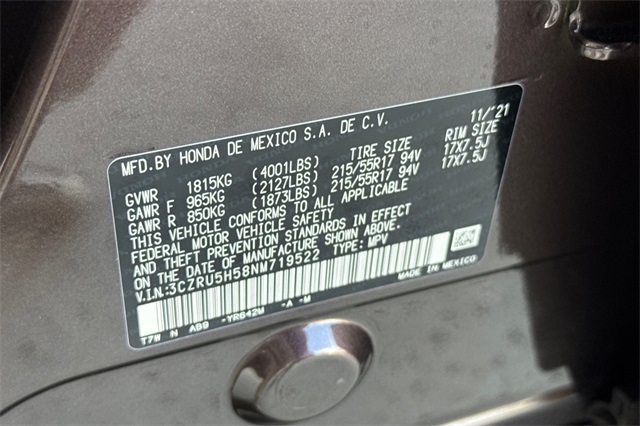 MFD.BY HONDA DE MEXICO S.A. DE C.V. 11/'21
GVWR 1815KG (4001LBS) TIRE SIZE RIM SIZE
GAWR F 965KG (2127LBS) 215/55R17 94V 17X7.5J
GAWR R 850KG (1873LBS) 215/55R17 94V 17X7.5J
THIS VEHICLE CONFORMS TO ALL APPLICABLE
FEDERAL MOTOR VEHICLE SAFETY
AND THEFT PREVENTION STANDARDS IN EFFECT
ON THE DATE OF MANUFACTURE SHOWN ABOVE.
V.I.N.:3CZRU5H58NM719522 TYPE: MPV
MADE IN MEXICO
T7W N AB9 -YR642M -A -M